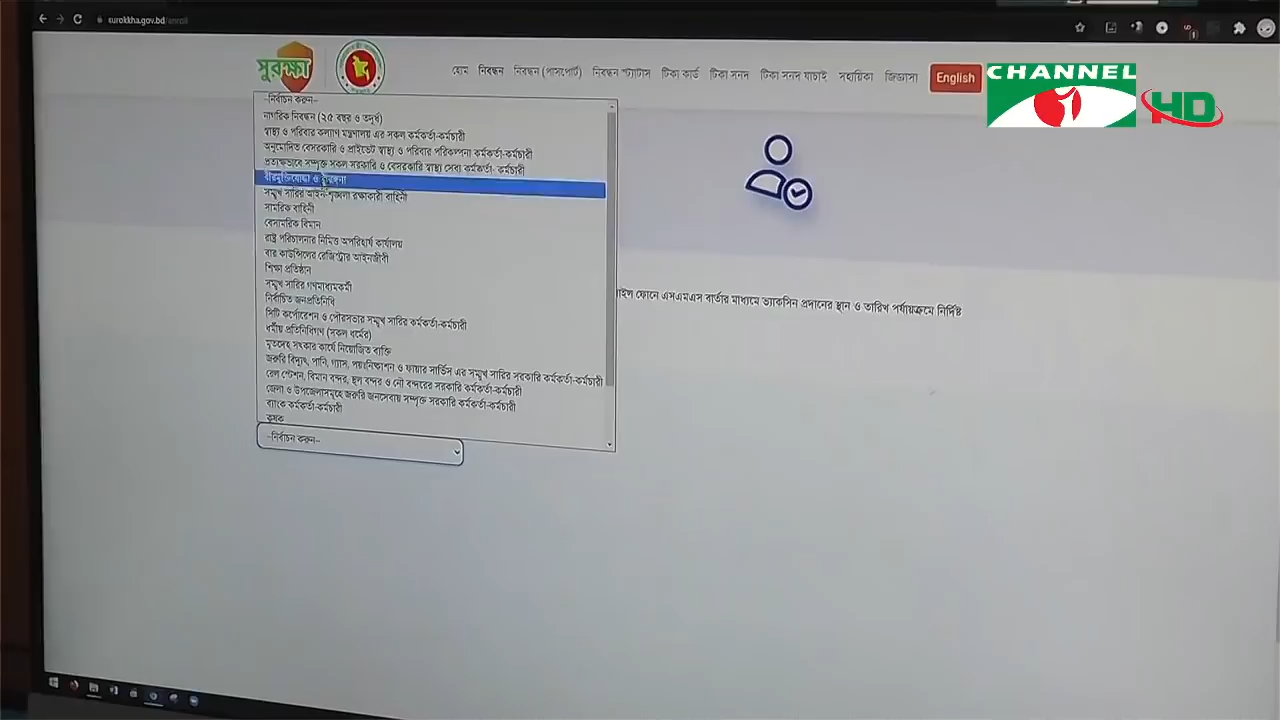 surokkha.gov.bd/enroll
সুরক্ষা
হোম নিবন্ধন নিবন্ধন (পাসপোর্ট) নিবন্ধন স্ট্যাটাস টিকা কার্ড টিকা সনদ টিকা সনদ যাচাই সহায়িকা জিজ্ঞাসা English
CHANNEL
HD
-নির্বাচন করুন-
নাগরিক নিবন্ধন (২৫ বছর ও তদূর্ধ্ব)
স্বাস্থ্য ও পরিবার কল্যাণ মন্ত্রণালয় এর সকল কর্মকর্তা-কর্মচারী
অনুমোদিত বেসরকারি ও প্রাইভেট স্বাস্থ্য ও পরিবার পরিকল্পনা কর্মকর্তা-কর্মচারী
প্রত্যক্ষভাবে সম্পৃক্ত সকল সরকারি ও বেসরকারি স্বাস্থ্য সেবা কর্মকর্তা- কর্মচারী
বীরমুক্তিযোদ্ধা ও বীরাঙ্গনা
সম্মুখ সারির আইন-শৃঙ্খলা রক্ষাকারী বাহিনী
সামরিক বাহিনী
বেসামরিক বিমান
রাষ্ট্র পরিচালনার নিমিত্ত অপরিহার্য কার্যালয়
বার কাউন্সিলের রেজিস্ট্রার আইনজীবী
শিক্ষা প্রতিষ্ঠান
সম্মুখ সারির গণমাধ্যমকর্মী
নির্বাচিত জনপ্রতিনিধি
সিটি কর্পোরেশন ও পৌরসভার সম্মুখ সারির কর্মকর্তা-কর্মচারী
ধর্মীয় প্রতিনিধিগণ (সকল ধর্মের)
মৃতদেহ সৎকার কার্যে নিয়োজিত ব্যক্তি
জরুরি বিদ্যুৎ, পানি, গ্যাস, পয়ঃনিষ্কাশন ও ফায়ার সার্ভিস এর সম্মুখ সারির সরকারি কর্মকর্তা-কর্মচারী
রেল স্টেশন, বিমান বন্দর, স্থল বন্দর ও নৌ বন্দরের সরকারি কর্মকর্তা-কর্মচারী
জেলা ও উপজেলাসমূহে জরুরি জনসেবায় সম্পৃক্ত সরকারি কর্মকর্তা-কর্মচারী
ব্যাংক কর্মকর্তা-কর্মচারী
কৃষক
-নির্বাচন করুন-
ফোনে এসএমএস বার্তার মাধ্যমে ভ্যাকসিন প্রদানের স্থান ও তারিখ পর্যায়ক্রমে নির্দিষ্ট